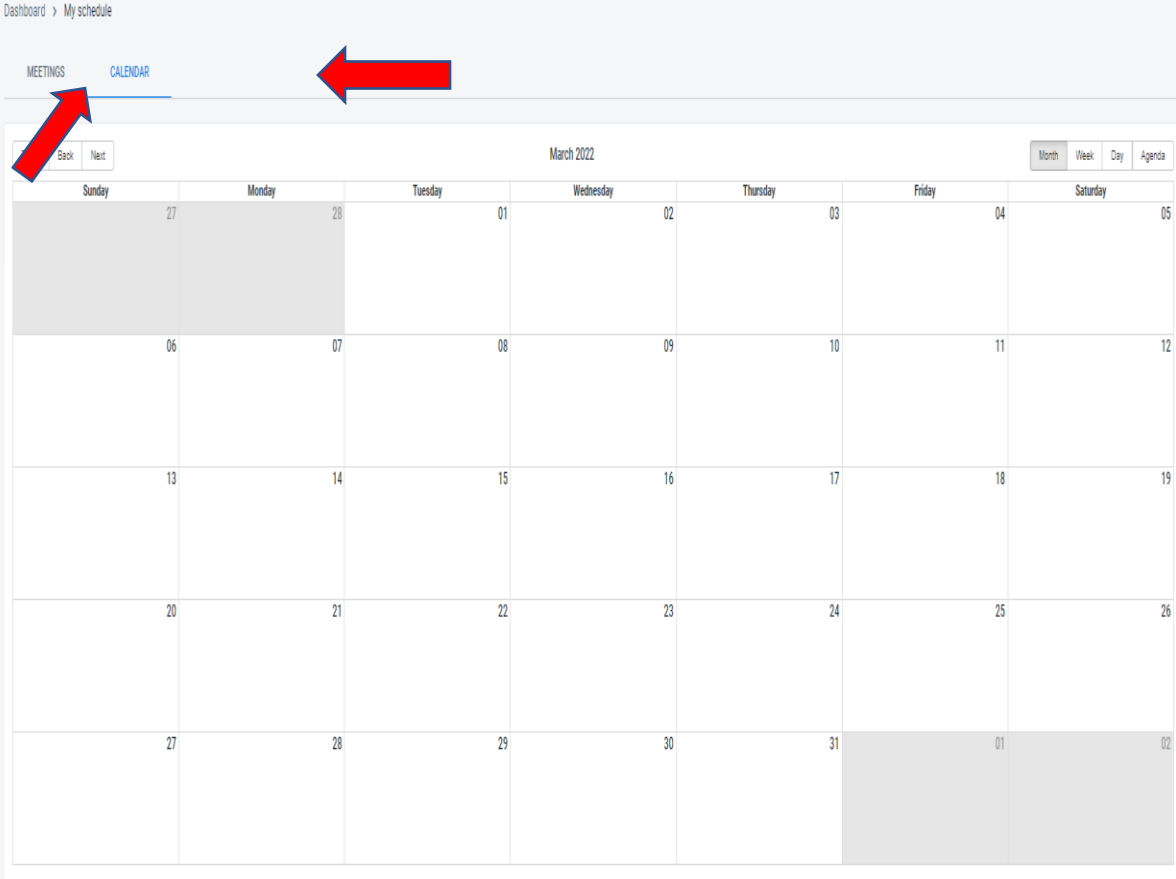 Dashboard > My schedule
MEETINGS CALENDAR
Back Next March 2022 Month Week Day Agenda
Sunday Monday Tuesday Wednesday Thursday Friday Saturday
27 28 01 02 03 04 05
06 07 08 09 10 11 12
13 14 15 16 17 18 19
20 21 22 23 24 25 26
27 28 29 30 31 01 02